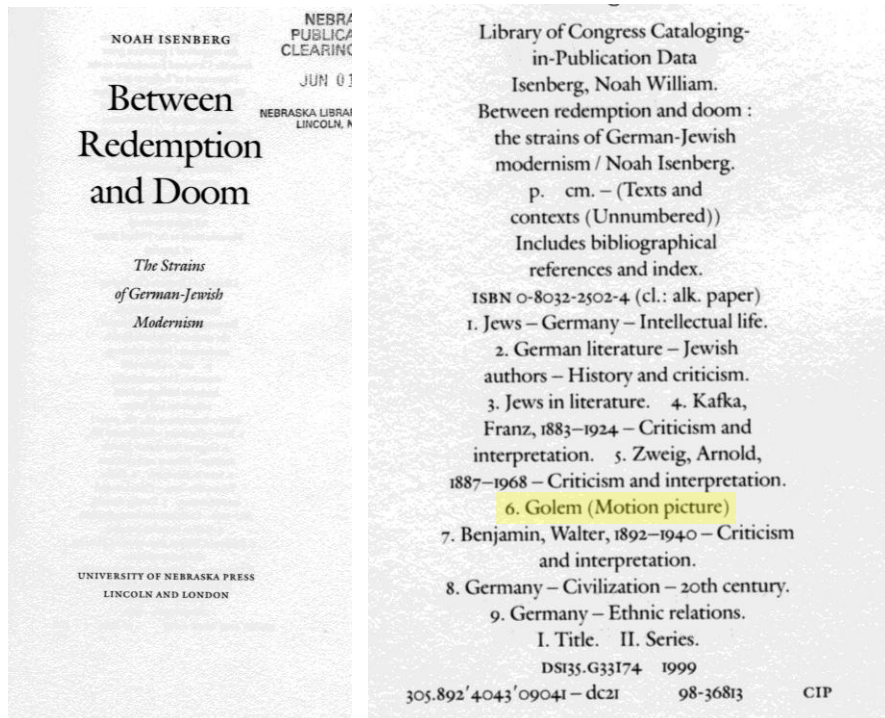 NOAH ISENBERG
Between
Redemption
and Doom
The Strains
of German-Jewish
Modernism
UNIVERSITY OF NEBRASKA PRESS
LINCOLN AND LONDON
NEBRA
PUBLICA
CLEARING
JUN 01
NEBRASKA LIBRA
LINCOLN, N
Library of Congress Cataloging-
in-Publication Data
Isenberg, Noah William.
Between redemption and doom :
the strains of German-Jewish
modernism / Noah Isenberg.
p. cm. – (Texts and
contexts (Unnumbered))
Includes bibliographical
references and index.
ISBN 0-8032-2502-4 (cl.: alk. paper)
1. Jews – Germany – Intellectual life.
2. German literature – Jewish
authors – History and criticism.
3. Jews in literature. 4. Kafka,
Franz, 1883–1924 – Criticism and
interpretation. 5. Zweig, Arnold,
1887–1968 – Criticism and interpretation.
6. Golem (Motion picture)
7. Benjamin, Walter, 1892–1940 – Criticism
and interpretation.
8. Germany – Civilization – 20th century.
9. Germany – Ethnic relations.
I. Title. II. Series.
DS135.G33I74 1999
305.892'4043'09041 – dc21 98-36813 CIP